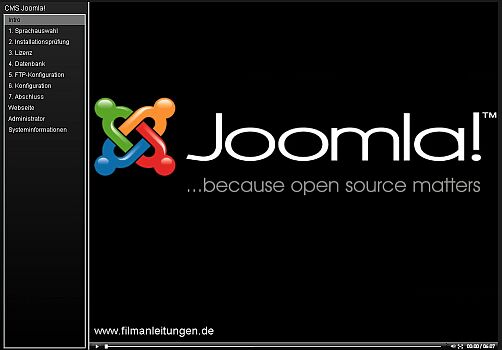 CMS Joomla!
Intro
1. Sprachauswahl
2. Installationsprüfung
3. Lizenz
4. Datenbank
5. FTP-Konfiguration
6. Konfiguration
7. Abschluss
Webseite
Administrator
Systeminformationen
Joomla!™
...because open source matters
www.filmanleitungen.de
00:00 / 06:07